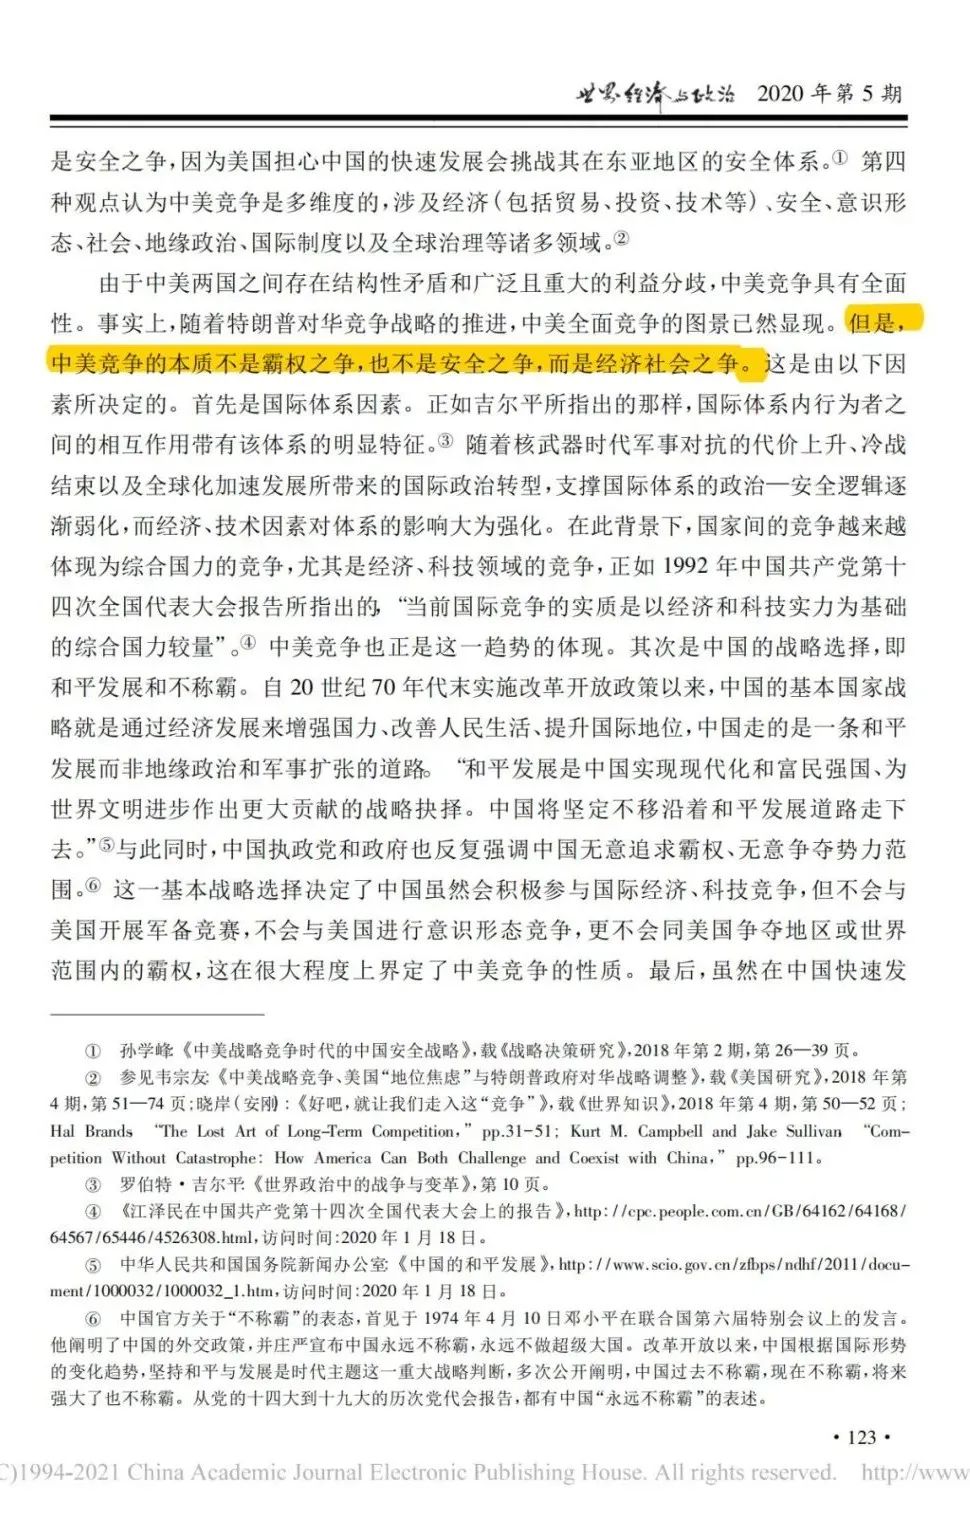 世界经济与政治 2020 年第 5 期
是安全之争，因为美国担心中国的快速发展会挑战其在东亚地区的安全体系。① 第四
种观点认为中美竞争是多维度的，涉及经济（包括贸易、投资、技术等）、安全、意识形
态、社会、地缘政治、国际制度以及全球治理等诸多领域。②
由于中美两国之间存在结构性矛盾和广泛且重大的利益分歧，中美竞争具有全面
性。事实上，随着特朗普对华竞争战略的推进，中美全面竞争的图景已然显现。但是，
中美竞争的本质不是霸权之争，也不是安全之争，而是经济社会之争。这是由以下因
素所决定的。首先是国际体系因素。正如吉尔平所指出的那样，国际体系内行为者之
间的相互作用带有该体系的明显特征。③ 随着核武器时代军事对抗的代价上升、冷战
结束以及全球化加速发展所带来的国际政治转型，支撑国际体系的政治—安全逻辑逐
渐弱化，而经济、技术因素对体系的影响大为强化。在此背景下，国家间的竞争越来越
体现为综合国力的竞争，尤其是经济、科技领域的竞争，正如 1992 年中国共产党第十
四次全国代表大会报告所指出的，“当前国际竞争的实质是以经济和科技实力为基础
的综合国力较量”。④ 中美竞争也正是这一趋势的体现。其次是中国的战略选择，即
和平发展和不称霸。自 20 世纪 70 年代末实施改革开放政策以来，中国的基本国家战
略就是通过经济发展来增强国力、改善人民生活、提升国际地位，中国走的是一条和平
发展而非地缘政治和军事扩张的道路。“和平发展是中国实现现代化和富民强国、为
世界文明进步作出更大贡献的战略抉择。中国将坚定不移沿着和平发展道路走下
去。”⑤与此同时，中国执政党和政府也反复强调中国无意追求霸权、无意争夺势力范
围。⑥ 这一基本战略选择决定了中国虽然会积极参与国际经济、科技竞争，但不会与
美国开展军备竞赛，不会与美国进行意识形态竞争，更不会同美国争夺地区或世界
范围内的霸权，这在很大程度上界定了中美竞争的性质。最后，虽然在中国快速发
① 孙学峰：《中美战略竞争时代的中国安全战略》，载《战略决策研究》，2018 年第 2 期，第 26—39 页。
② 参见韦宗友：《中美战略竞争、美国“地位焦虑”与特朗普政府对华战略调整》，载《美国研究》，2018 年第
4 期，第 51—74 页；晓岸（安刚）：《好吧，就让我们走入这“竞争”》，载《世界知识》，2018 年第 4 期，第 50—52 页；
Hal Brands， “The Lost Art of Long-Term Competition，” pp.31-51； Kurt M. Campbell and Jake Sullivan， “Com-
petition Without Catastrophe： How America Can Both Challenge and Coexist with China，” pp.96-111。
③ 罗伯特·吉尔平：《世界政治中的战争与变革》，第 10 页。
④ 《江泽民在中国共产党第十四次全国代表大会上的报告》，http：//cpc.people.com.cn/GB/64162/64168/
64567/65446/4526308.html，访问时间：2020 年 1 月 18 日。
⑤ 中华人民共和国国务院新闻办公室：《中国的和平发展》，http：//www.scio.gov.cn/zfbps/ndhf/2011/docu-
ment/1000032/1000032_1.htm，访问时间：2020 年 1 月 18 日。
⑥ 中国官方关于“不称霸”的表态，首见于 1974 年 4 月 10 日邓小平在联合国第六届特别会议上的发言。
他阐明了中国的外交政策，并庄严宣布中国永远不称霸，永远不做超级大国。改革开放以来，中国根据国际形势
的变化趋势，坚持和平与发展是时代主题这一重大战略判断，多次公开阐明，中国过去不称霸，现在不称霸，将来
强大了也不称霸。从党的十四大到十九大的历次党代会报告，都有中国“永远不称霸”的表述。
·123·
C)1994-2021 China Academic Journal Electronic Publishing House. All rights reserved. http://www